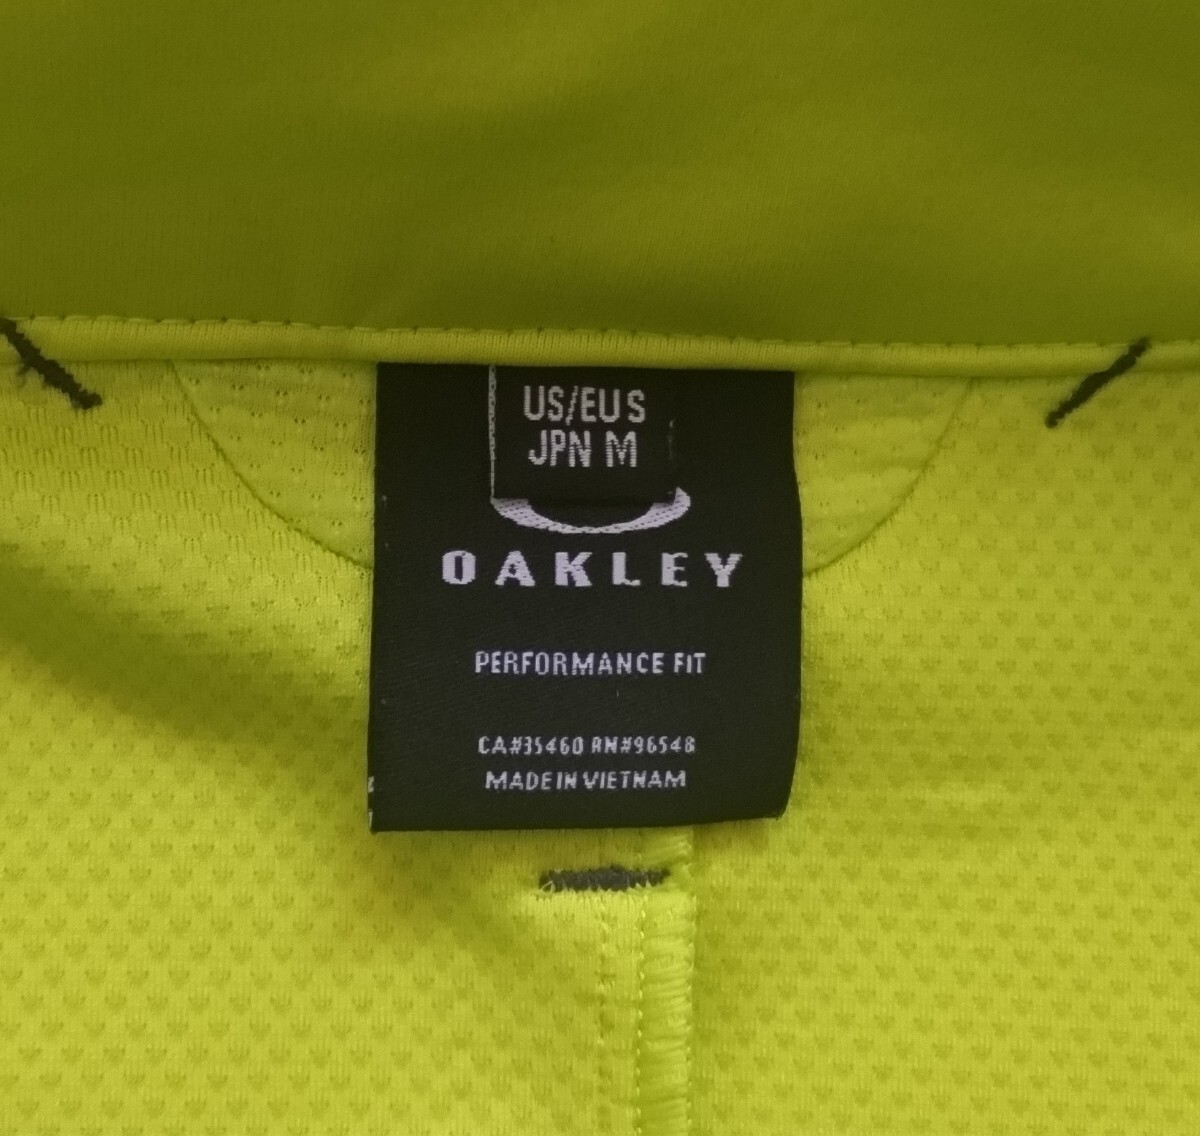 US/EU S
JPN M
OAKLEY
PERFORMANCE FIT
CA#35460 RN#96548
MADE IN VIETNAM